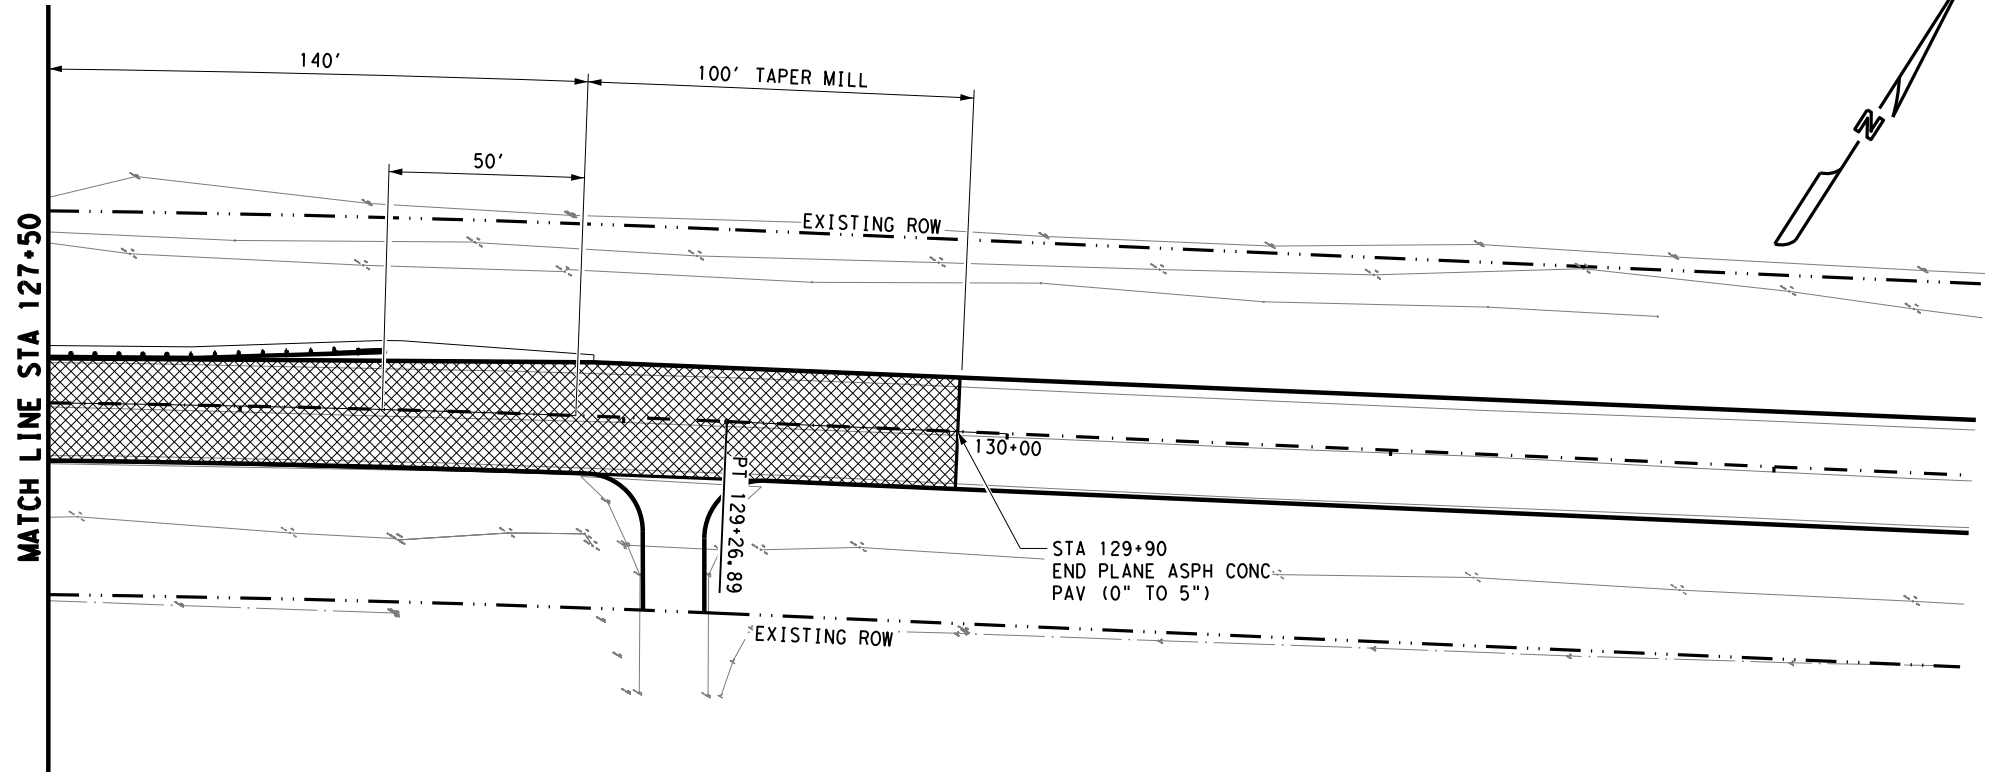 140'
100' TAPER MILL
50'
N
EXISTING ROW
MATCH LINE STA 127+50
130+00
PT 129+26.89
STA 129+90
END PLANE ASPH CONC
PAV (0" TO 5")
EXISTING ROW